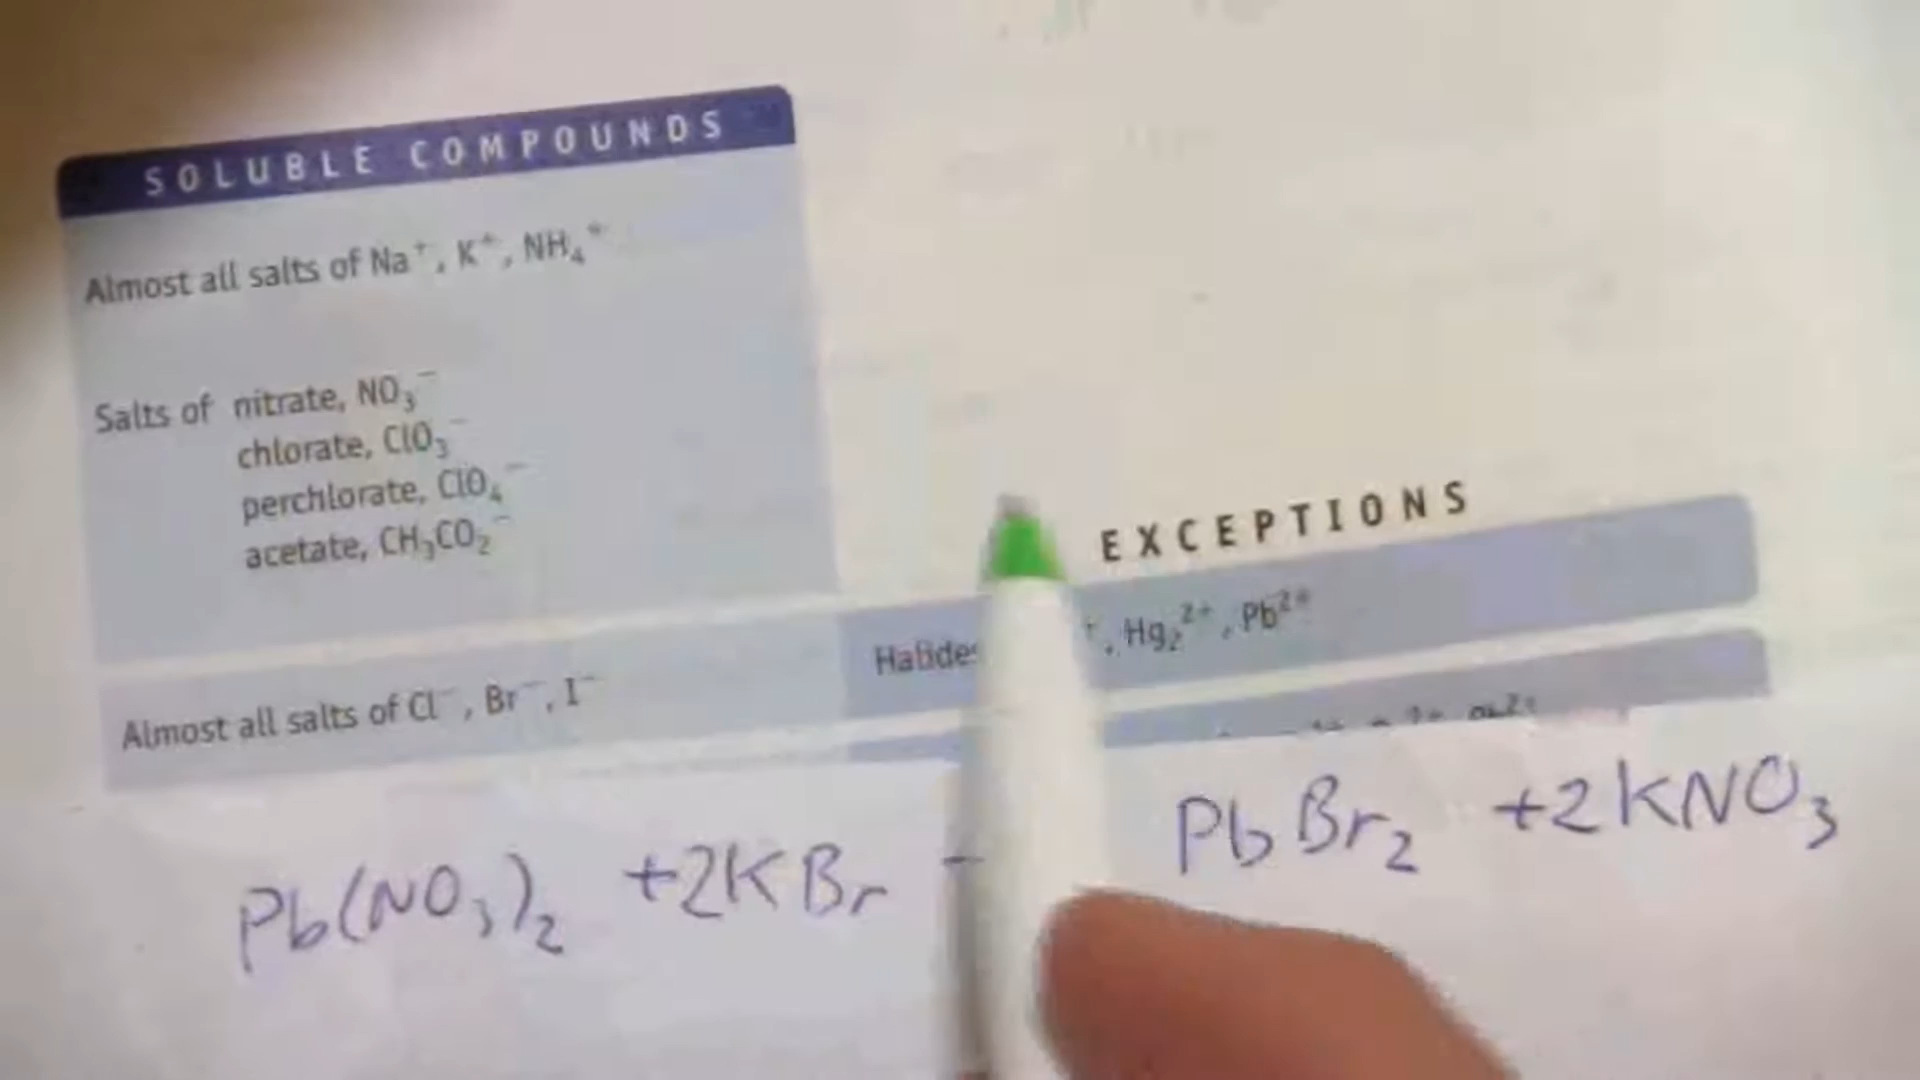 SOLUBLE COMPOUNDS
Almost all salts of Na⁺, K⁺, NH₄⁺
Salts of nitrate, NO₃⁻
chlorate, ClO₃⁻
perchlorate, ClO₄⁻
acetate, CH₃CO₂⁻
EXCEPTIONS
Almost all salts of Cl⁻, Br⁻, I⁻
Halides ⁺, Hg₂²⁺, Pb²⁺
Pb(NO₃)₂ +2KBr PbBr₂ +2KNO₃